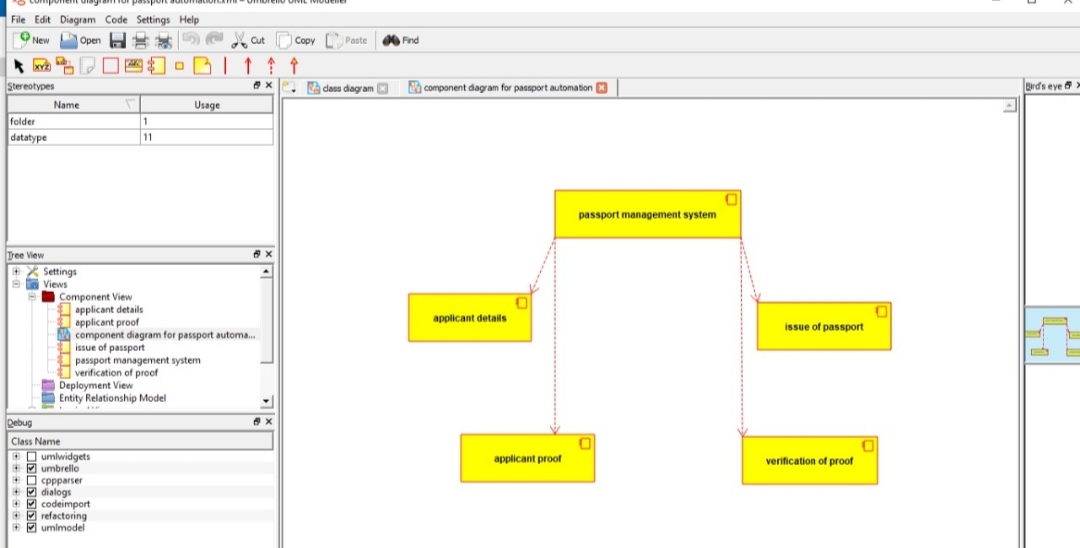 component diagram for passport automation.xmi - Umbrello UML Modeller
File Edit Diagram Code Settings Help
New Open Cut Copy Paste Find
XYZ
Stereotypes
class diagram
component diagram for passport automation
Bird's eye
Name Usage
folder 1
datatype 11
passport management system
applicant details
issue of passport
applicant proof
verification of proof
Tree View
Settings
Views
Component View
applicant details
applicant proof
component diagram for passport automa...
issue of passport
passport management system
verification of proof
Deployment View
Entity Relationship Model
Debug
Class Name
umlwidgets
umbrello
cppparser
dialogs
codeimport
refactoring
umlmodel